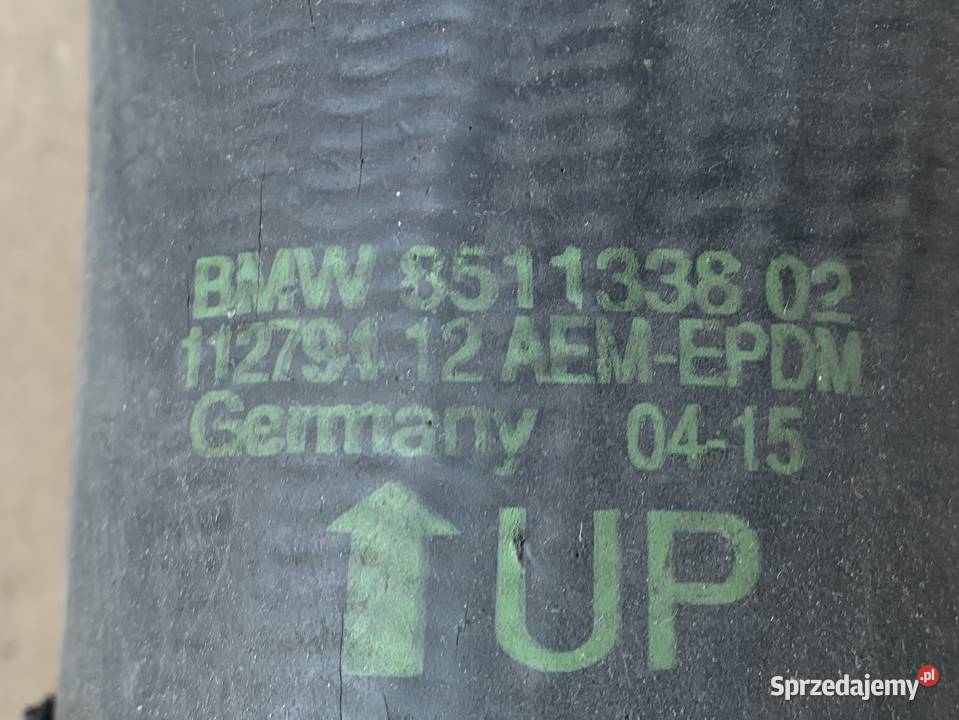 BMW 8511338 02
112794 12 AEM-EPDM
Germany 04-15
UP
Sprzedajemy.pl